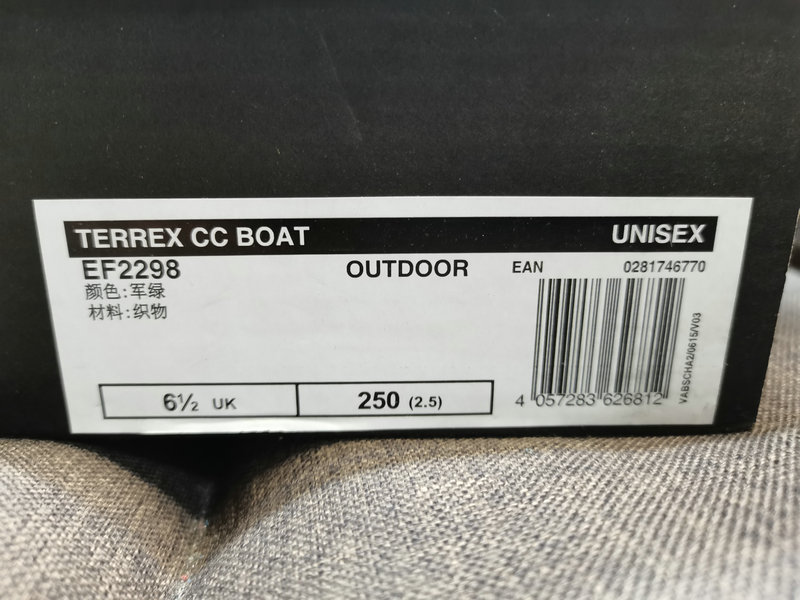 TERREX CC BOAT UNISEX
EF2298 OUTDOOR EAN 0281746770
颜色:军绿
材料:织物
6½ UK 250 (2.5)
4 057283 626812
VABSCHA2/0615/V03